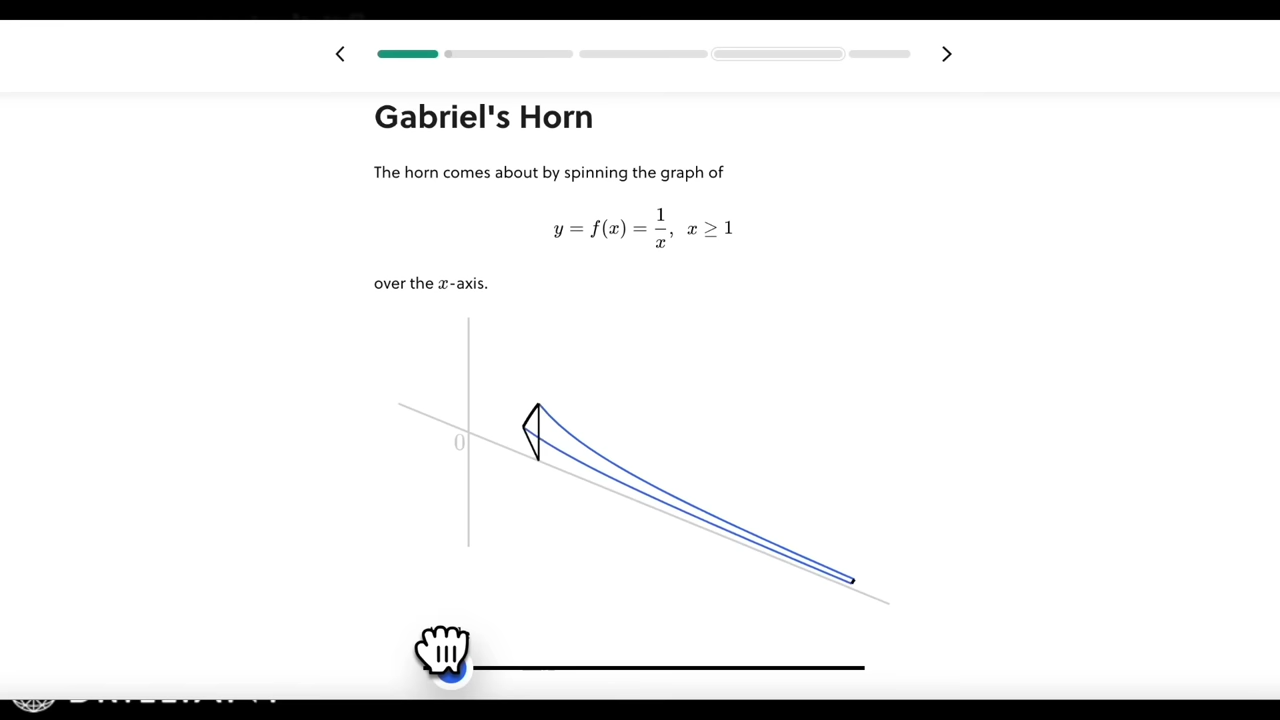 Gabriel's Horn
The horn comes about by spinning the graph of
y = f(x) = 1/x, x ≥ 1
over the x-axis.
0